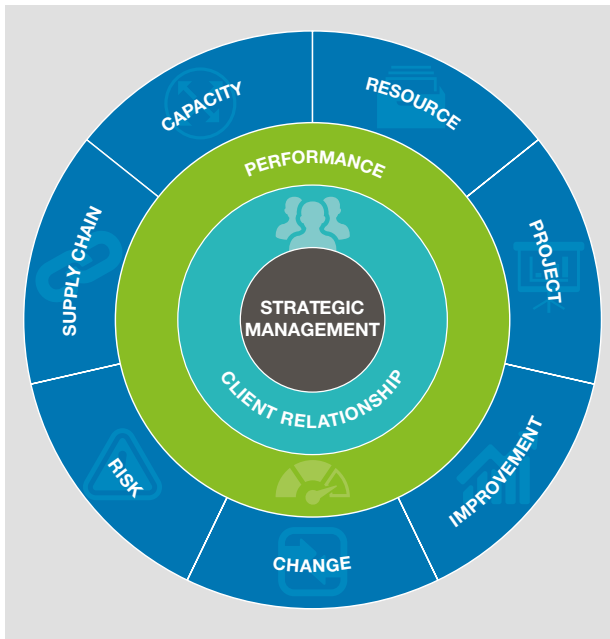 CAPACITY
RESOURCE
PERFORMANCE
SUPPLY CHAIN
PROJECT
STRATEGIC
MANAGEMENT
CLIENT RELATIONSHIP
RISK
IMPROVEMENT
CHANGE